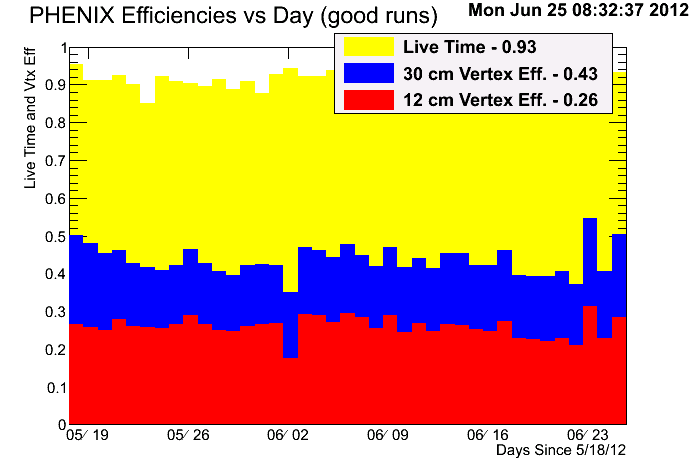 PHENIX Efficiencies vs Day (good runs)
Mon Jun 25 08:32:37 2012
Live Time and Vtx Eff
Live Time - 0.93
30 cm Vertex Eff. - 0.43
12 cm Vertex Eff. - 0.26
1
0.9
0.8
0.7
0.6
0.5
0.4
0.3
0.2
0.1
0
05/ 19 05/ 26 06/ 02 06/ 09 06/ 16 06/ 23
Days Since 5/18/12